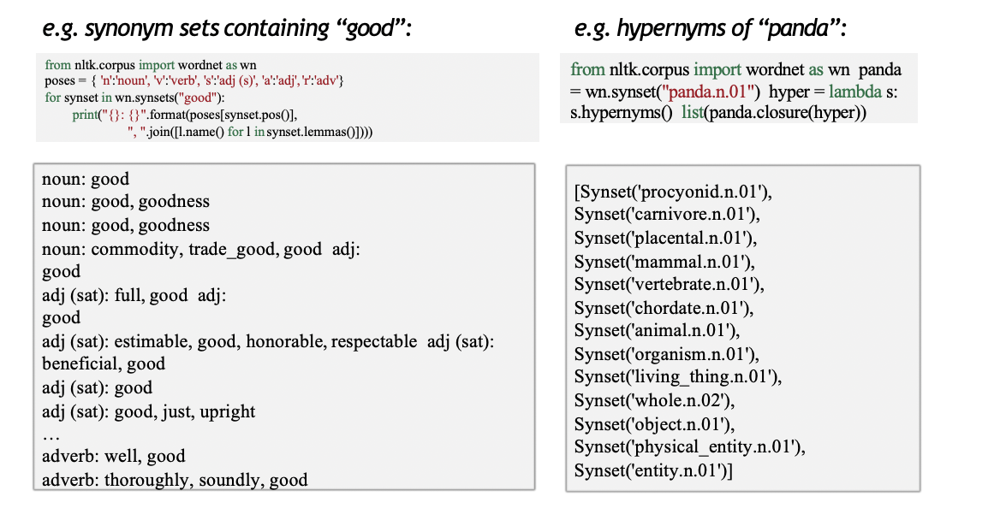 e.g. synonym sets containing “good”:
from nltk.corpus import wordnet as wn
poses = { 'n':'noun', 'v':'verb', 's':'adj (s)', 'a':'adj', 'r':'adv'}
for synset in wn.synsets("good"):
print("{}: {}".format(poses[synset.pos()],
", ".join([l.name() for l in synset.lemmas()])))
noun: good
noun: good, goodness
noun: good, goodness
noun: commodity, trade_good, good adj:
good
adj (sat): full, good adj:
good
adj (sat): estimable, good, honorable, respectable adj (sat):
beneficial, good
adj (sat): good
adj (sat): good, just, upright
…
adverb: well, good
adverb: thoroughly, soundly, good
e.g. hypernyms of “panda”:
from nltk.corpus import wordnet as wn panda
= wn.synset("panda.n.01") hyper = lambda s:
s.hypernyms() list(panda.closure(hyper))
[Synset('procyonid.n.01'),
Synset('carnivore.n.01'),
Synset('placental.n.01'),
Synset('mammal.n.01'),
Synset('vertebrate.n.01'),
Synset('chordate.n.01'),
Synset('animal.n.01'),
Synset('organism.n.01'),
Synset('living_thing.n.01'),
Synset('whole.n.02'),
Synset('object.n.01'),
Synset('physical_entity.n.01'),
Synset('entity.n.01')]